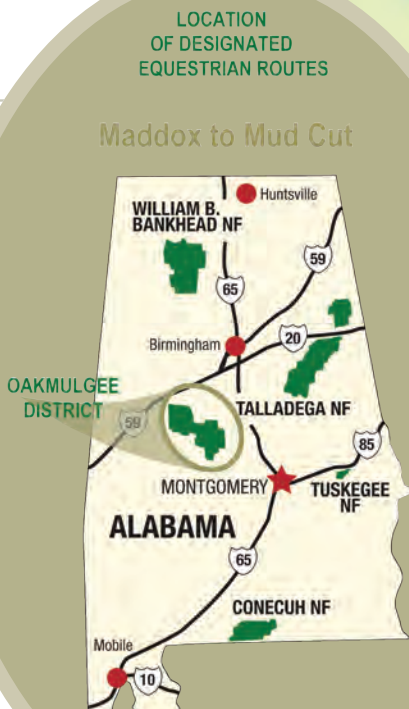 LOCATION
OF DESIGNATED
EQUESTRIAN ROUTES
Maddox to Mud Cut
Huntsville
WILLIAM B.
BANKHEAD NF
59
65
Birmingham
20
OAKMULGEE
DISTRICT
59
TALLADEGA NF
85
MONTGOMERY
TUSKEGEE
NF
ALABAMA
65
CONECUH NF
Mobile
10